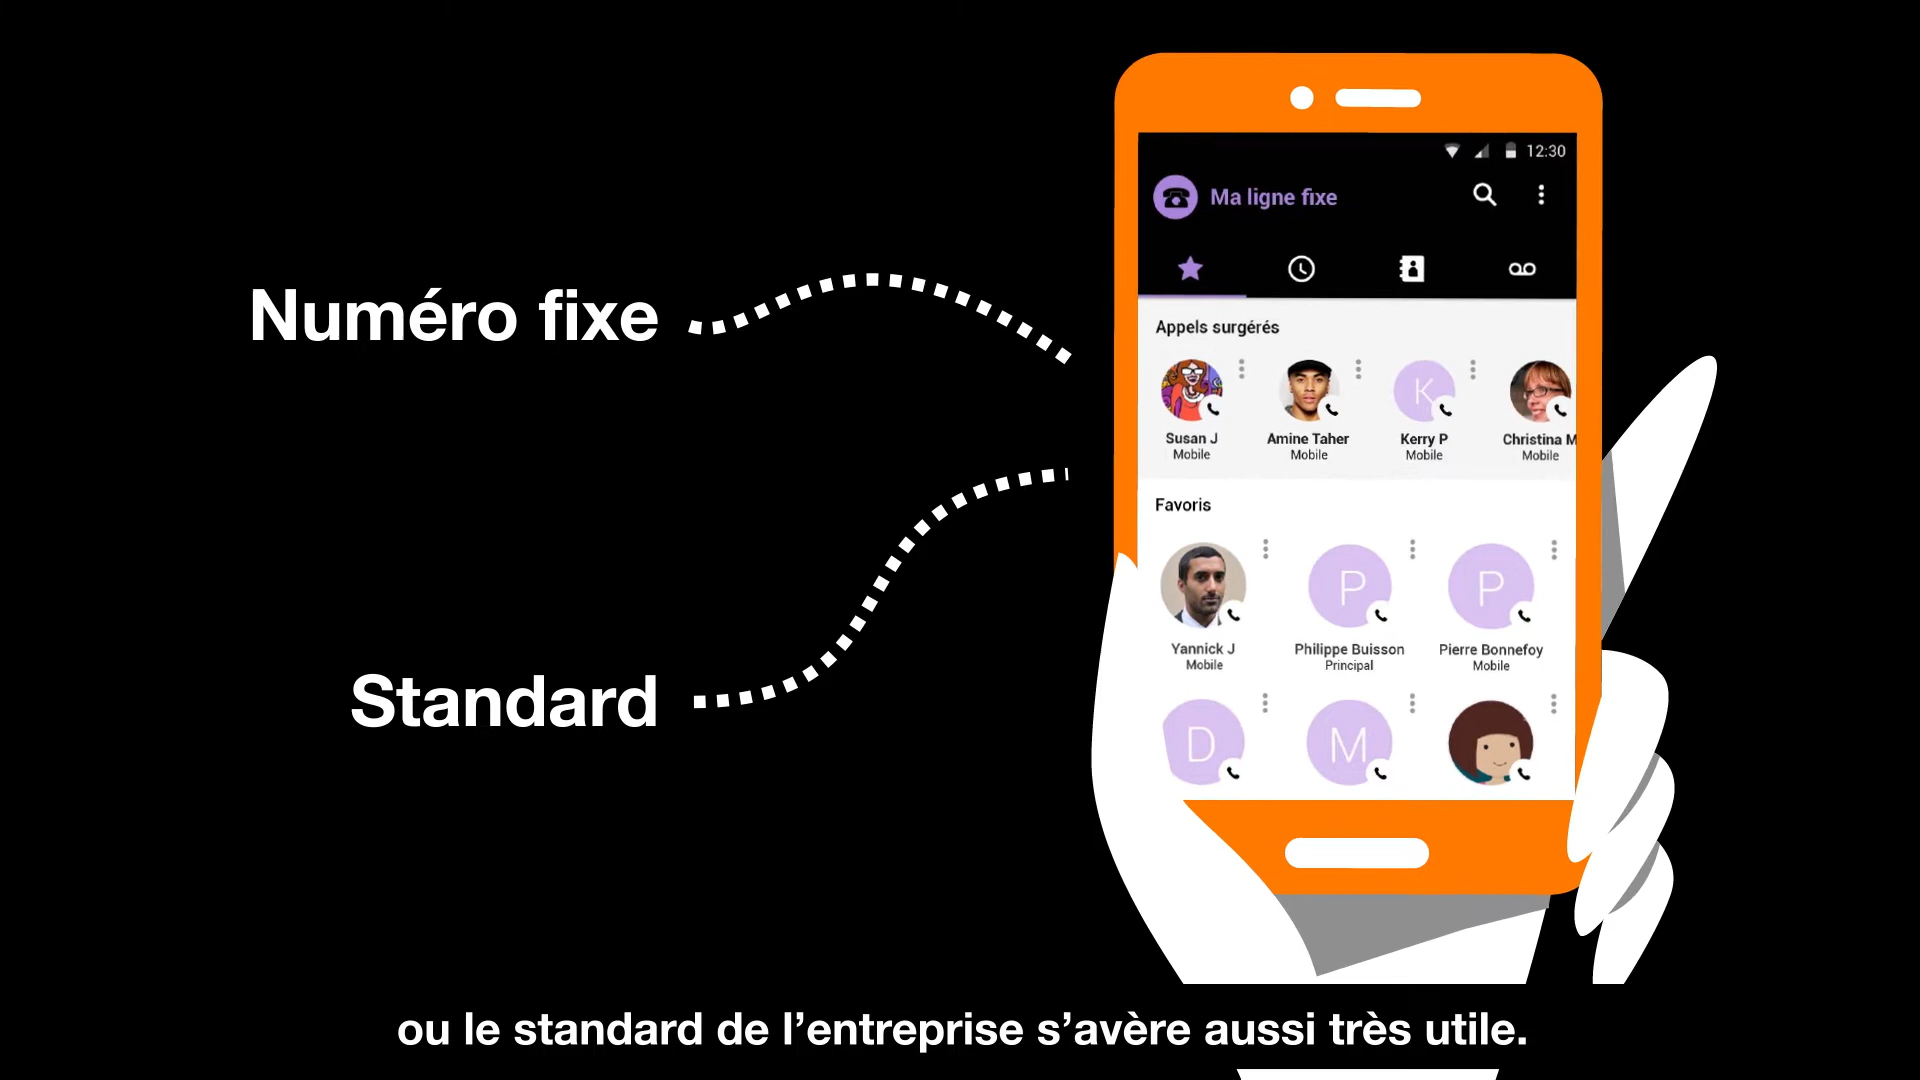 12:30
Ma ligne fixe
Numéro fixe
Appels surgérés
K
Susan J
Amine Taher
Kerry P
Christina M
Mobile
Mobile
Mobile
Mobile
Favoris
P
P
Yannick J
Philippe Buisson
Pierre Bonnefoy
Mobile
Principal
Mobile
Standard
D
M
ou le standard de l’entreprise s’avère aussi très utile.